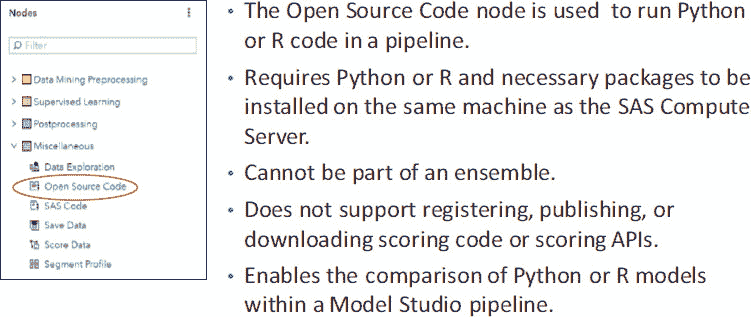 Nodes
Filter
Data Mining Preprocessing
Supervised Learning
Postprocessing
Miscellaneous
Data Exploration
Open Source Code
SAS Code
Save Data
Score Data
Segment Profile
• The Open Source Code node is used to run Python
or R code in a pipeline.
• Requires Python or R and necessary packages to be
installed on the same machine as the SAS Compute
Server.
• Cannot be part of an ensemble.
• Does not support registering, publishing, or
downloading scoring code or scoring APIs.
• Enables the comparison of Python or R models
within a Model Studio pipeline.